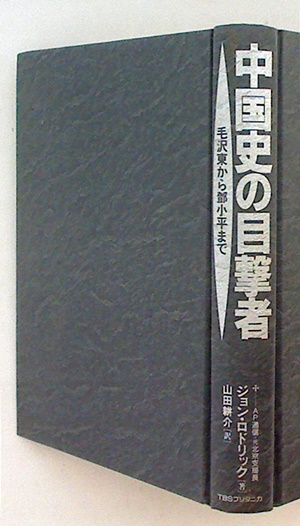 中国史の目撃者
毛沢東から鄧小平まで
AP通信・元北京支局長
ジョン・ロドリック[著]
山田耕介[訳]
TBSブリタニカ